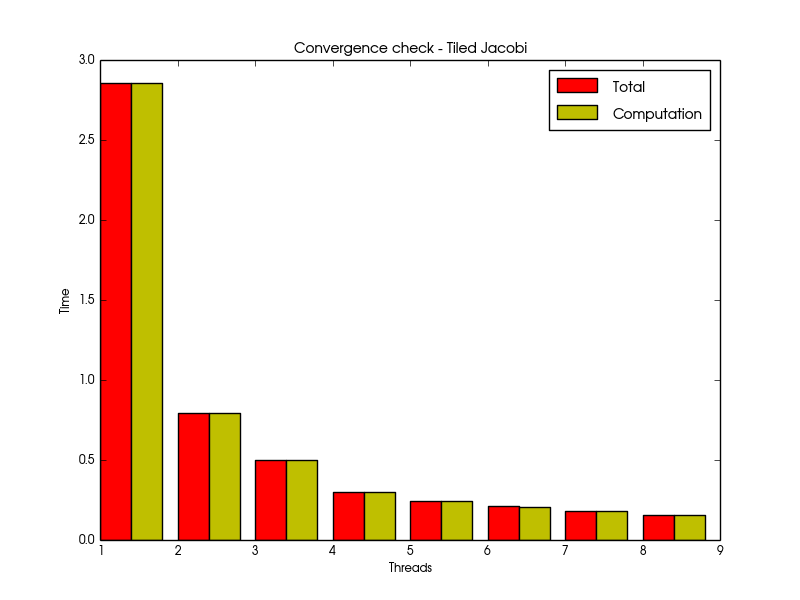 Convergence check - Tiled Jacobi
3.0
2.5
2.0
1.5
1.0
0.5
0.0
Time
Total
Computation
1 2 3 4 5 6 7 8 9
Threads